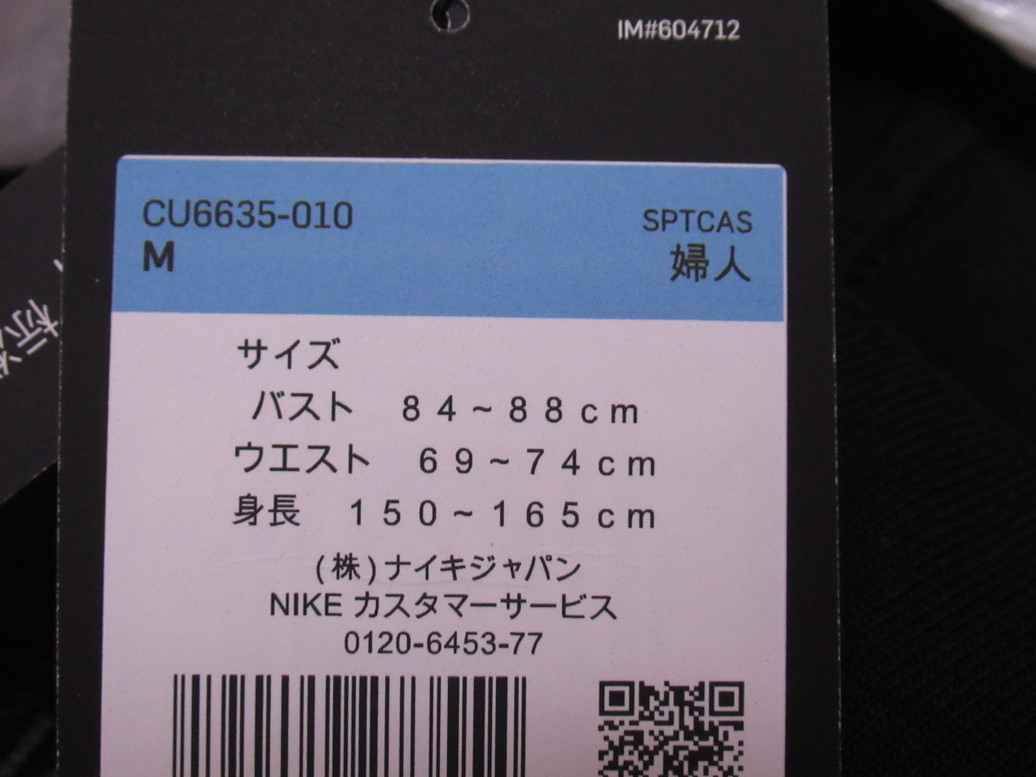 IM#604712
CU6635-010
SPTCAS
M
婦人
サイズ
バスト 84~88cm
ウエスト 69~74cm
身長 150~165cm
(株)ナイキジャパン
NIKE カスタマーサービス
0120-6453-77